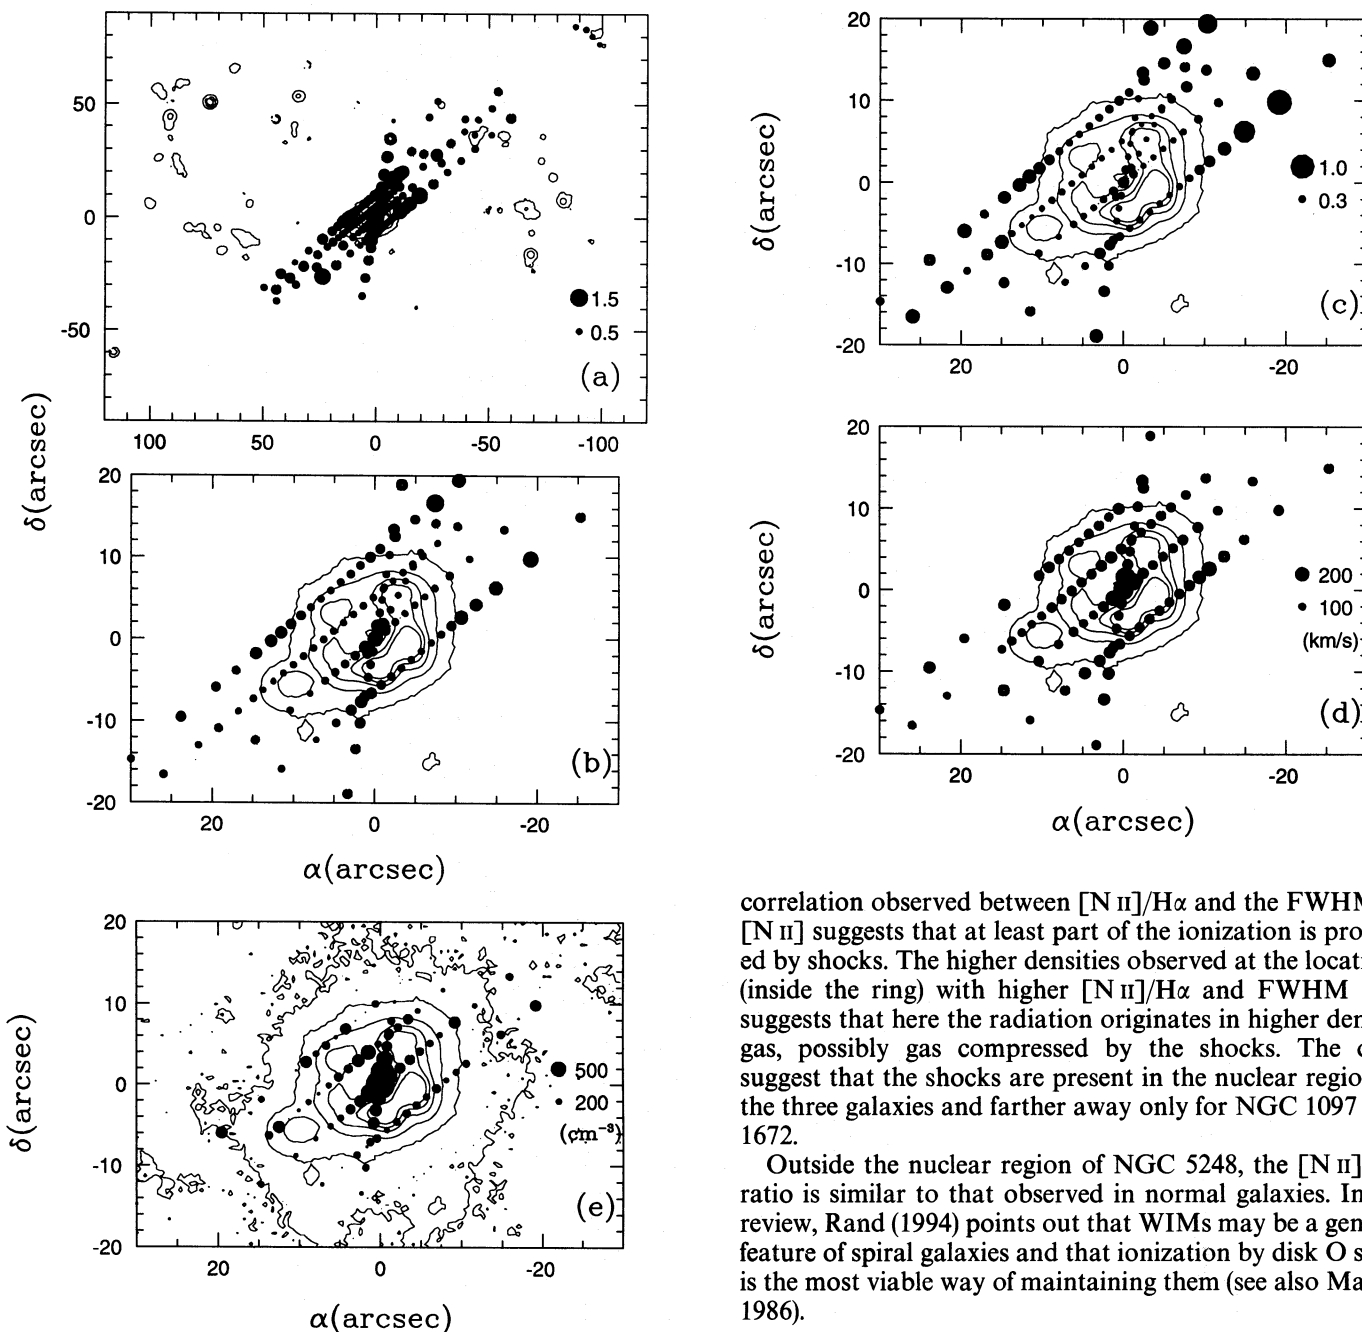 50
0
-50
δ(arcsec)
1.5
0.5
(a)
100 50 0 -50 -100
20
10
0
-10
-20
δ(arcsec)
(b)
20 0 -20
α(arcsec)
20
10
0
-10
-20
δ(arcsec)
500
200
(cm⁻³)
(e)
20 0 -20
α(arcsec)
20
10
0
-10
-20
δ(arcsec)
1.0
0.3
(c)
20 0 -20
20
10
0
-10
-20
δ(arcsec)
200
100
(km/s)
(d)
20 0 -20
α(arcsec)
correlation observed between [N II]/Hα and the FWHM
[N II] suggests that at least part of the ionization is pro
ed by shocks. The higher densities observed at the locati
(inside the ring) with higher [N II]/Hα and FWHM
suggests that here the radiation originates in higher den
gas, possibly gas compressed by the shocks. The
suggest that the shocks are present in the nuclear region
the three galaxies and farther away only for NGC 1097
1672.
Outside the nuclear region of NGC 5248, the [N II]
ratio is similar to that observed in normal galaxies. In
review, Rand (1994) points out that WIMs may be a gen
feature of spiral galaxies and that ionization by disk O s
is the most viable way of maintaining them (see also Ma
1986).